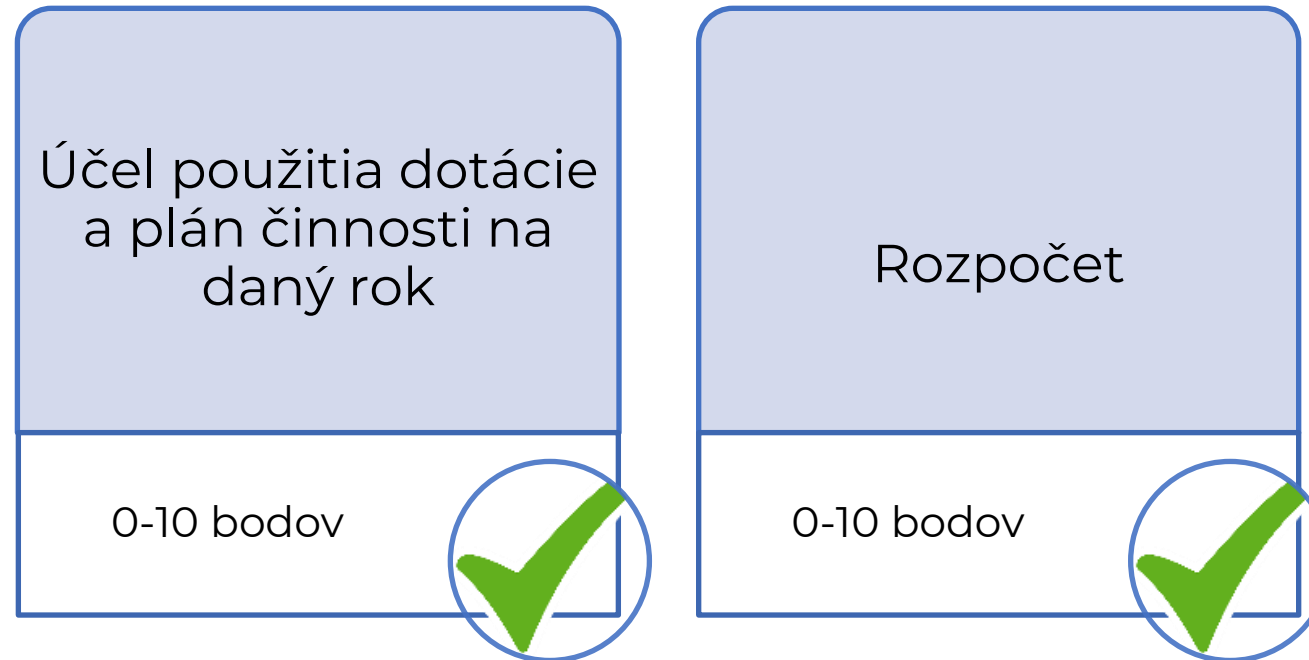 Účel použitia dotácie
a plán činnosti na
daný rok
0-10 bodov
Rozpočet
0-10 bodov